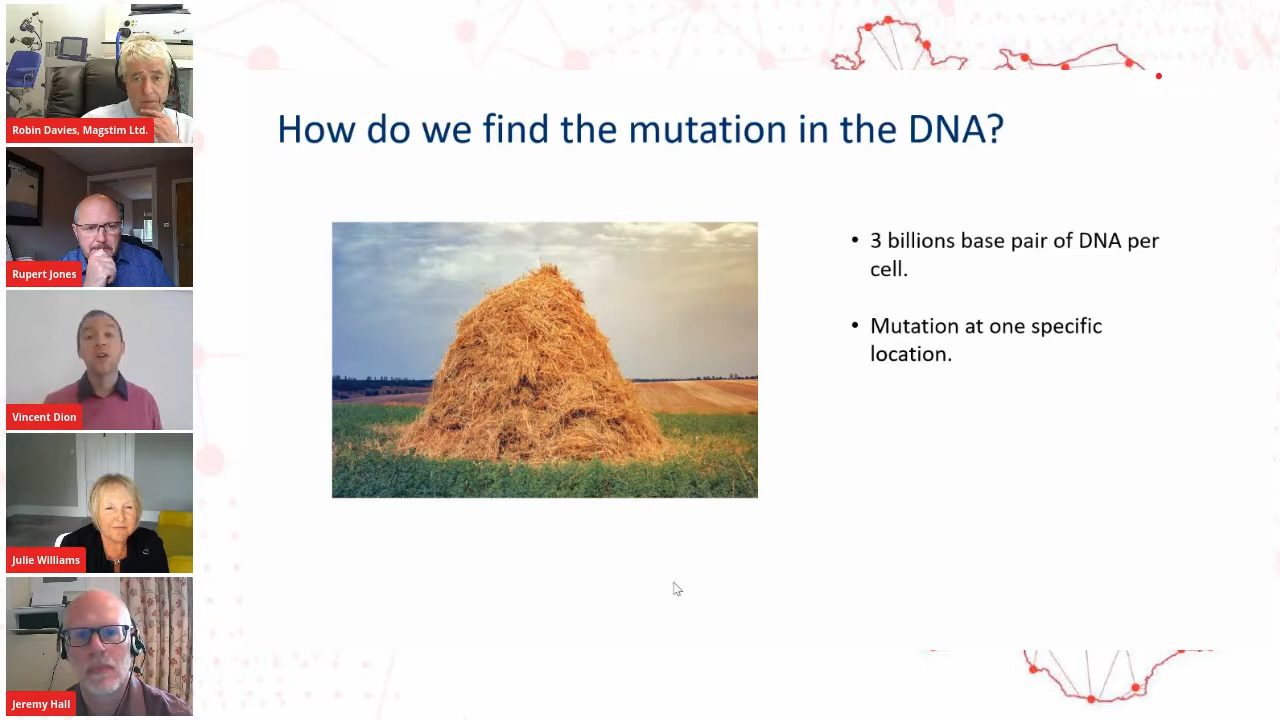 Robin Davies, Magstim Ltd.
Rupert Jones
Vincent Dion
Julie Williams
Jeremy Hall
How do we find the mutation in the DNA?
• 3 billions base pair of DNA per
cell.
• Mutation at one specific
location.